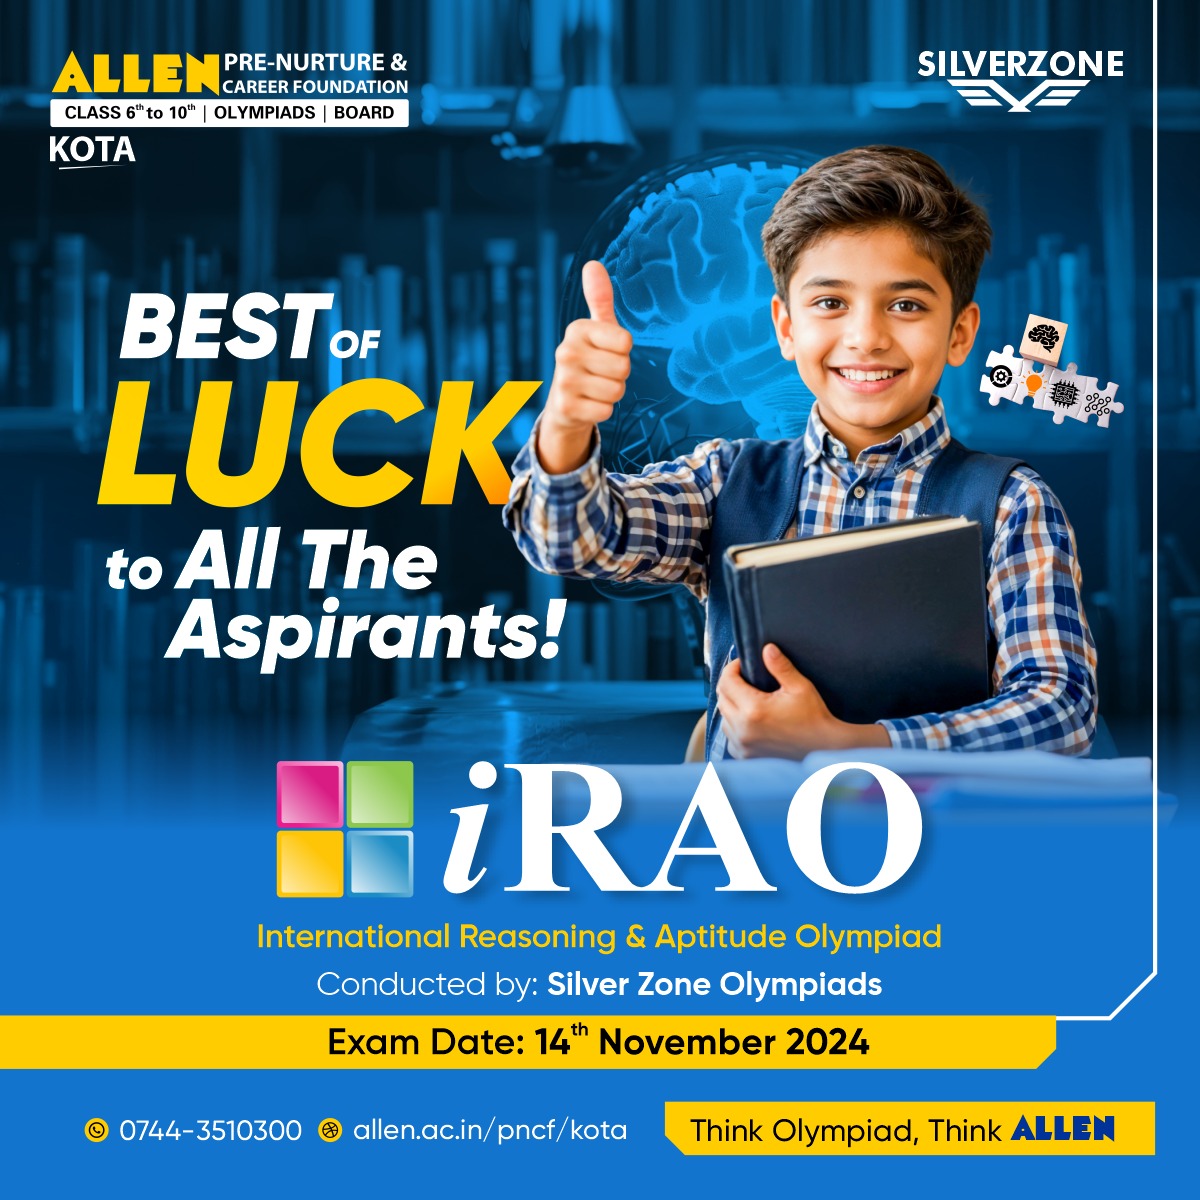 ALLEN PRE-NURTURE &
CAREER FOUNDATION
CLASS 6th to 10th | OLYMPIADS | BOARD
KOTA
SILVERZONE
BEST OF
LUCK
to All The
Aspirants!
iRAO
International Reasoning & Aptitude Olympiad
Conducted by: Silver Zone Olympiads
Exam Date: 14th November 2024
0744-3510300 allen.ac.in/pncf/kota
Think Olympiad, Think ALLEN